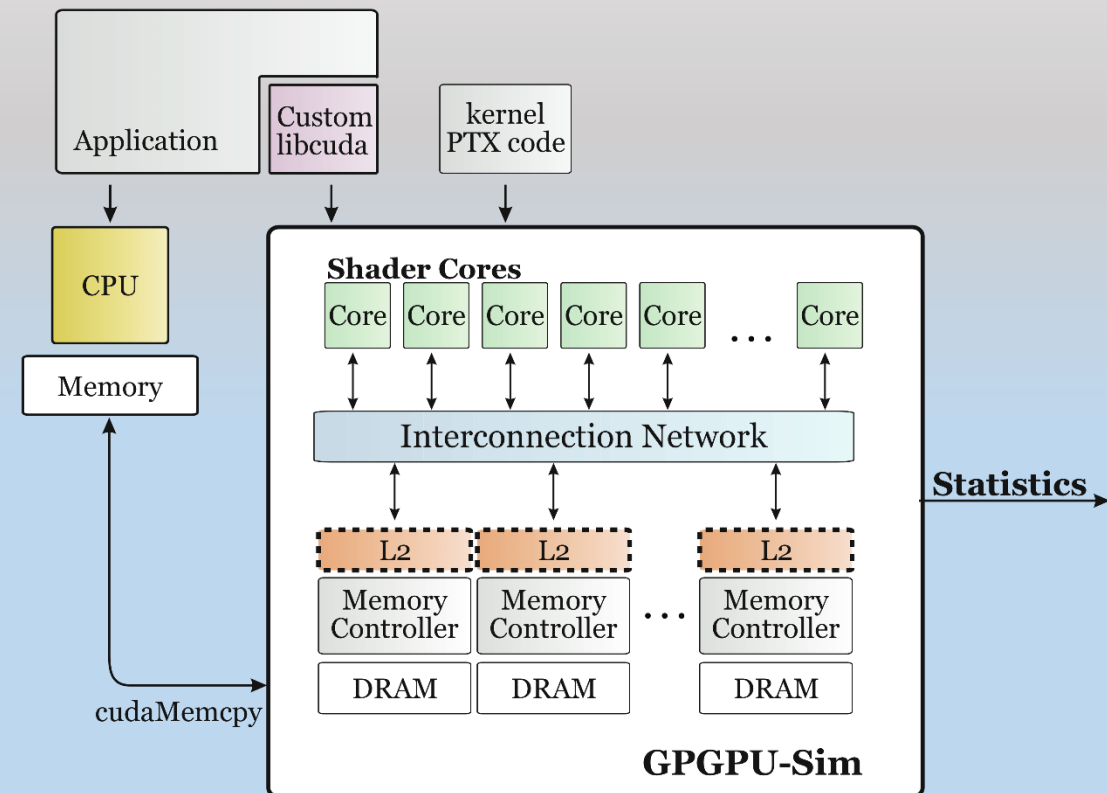 Application
Custom
libcuda
kernel
PTX code
CPU
Memory
Shader Cores
Core Core Core Core Core ... Core
Interconnection Network
Statistics
L2 L2 L2
Memory
Controller
Memory
Controller
...
Memory
Controller
DRAM DRAM DRAM
cudaMemcpy
GPGPU-Sim